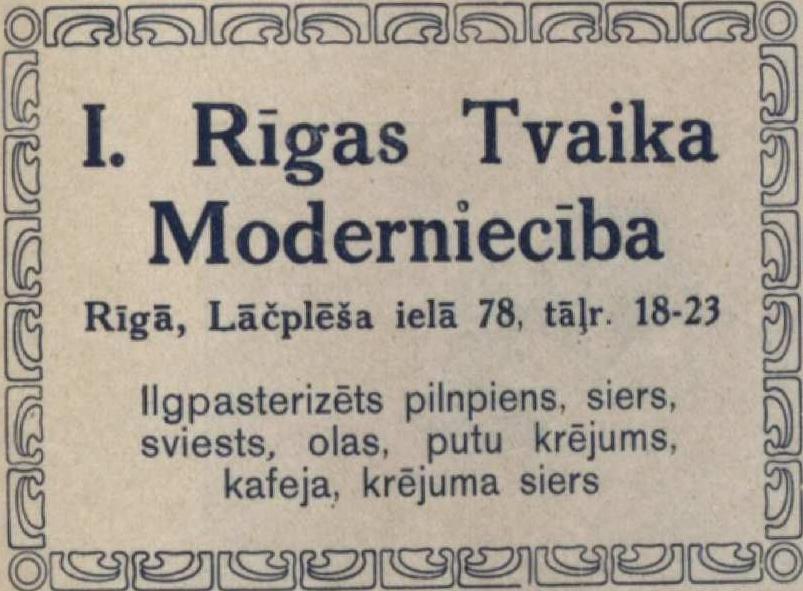 I. Rīgas Tvaika
Moderniecība
Rīgā, Lāčplēša ielā 78, tāļr. 18-23
Ilgpasterizēts pilnpiens, siers,
sviests, olas, putu krējums,
kafeja, krējuma siers